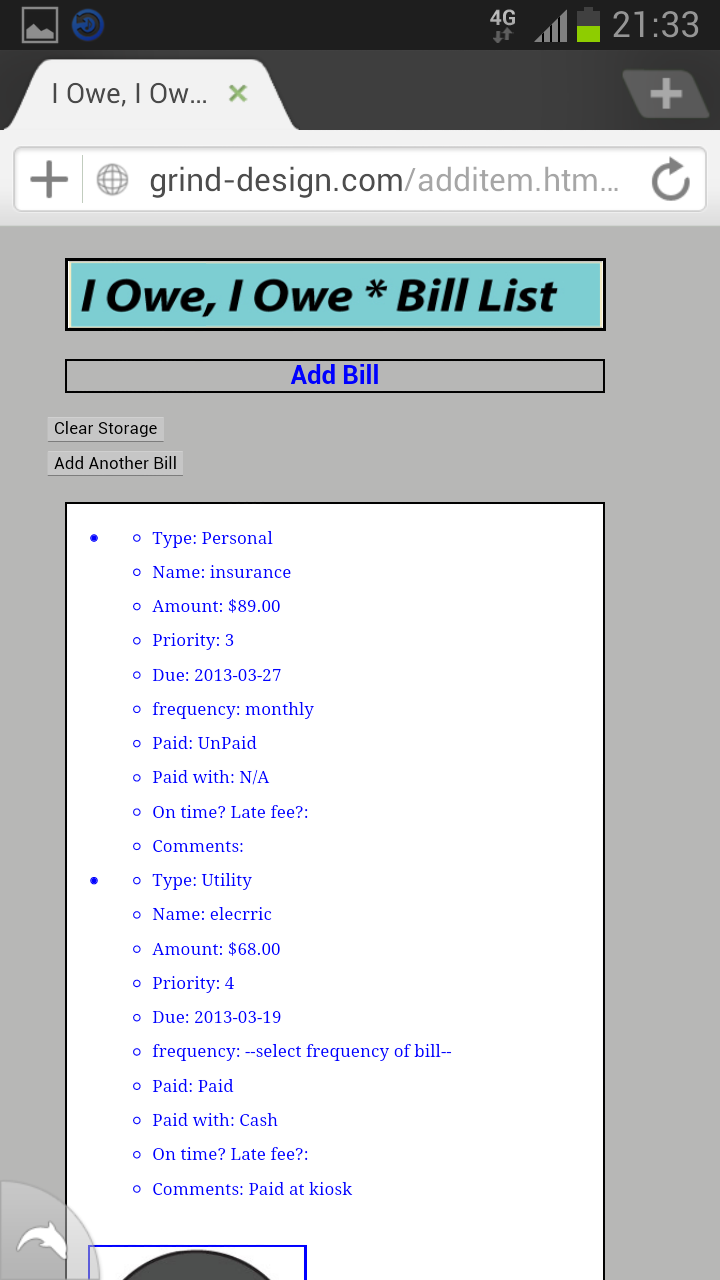 4G 21:33
I Owe, I Ow...
grind-design.com/additem.htm...
I Owe, I Owe * Bill List
Add Bill
Clear Storage
Add Another Bill
Type: Personal
Name: insurance
Amount: $89.00
Priority: 3
Due: 2013-03-27
frequency: monthly
Paid: UnPaid
Paid with: N/A
On time? Late fee?:
Comments:
Type: Utility
Name: elecrric
Amount: $68.00
Priority: 4
Due: 2013-03-19
frequency: --select frequency of bill--
Paid: Paid
Paid with: Cash
On time? Late fee?:
Comments: Paid at kiosk